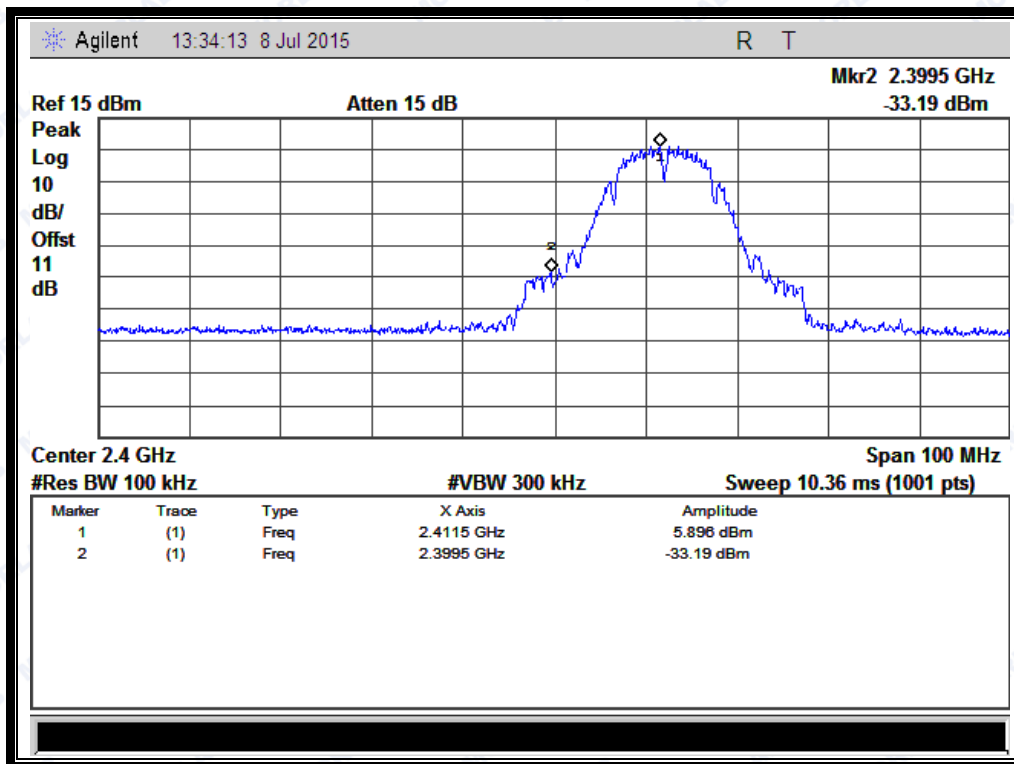 Agilent 13:34:13 8 Jul 2015 R T
Mkr2 2.3995 GHz
Ref 15 dBm Atten 15 dB -33.19 dBm
Peak
Log
10
dB/
Offst
11
dB
1
2
Center 2.4 GHz Span 100 MHz
#Res BW 100 kHz #VBW 300 kHz Sweep 10.36 ms (1001 pts)
Marker Trace Type X Axis Amplitude
1 (1) Freq 2.4115 GHz 5.896 dBm
2 (1) Freq 2.3995 GHz -33.19 dBm